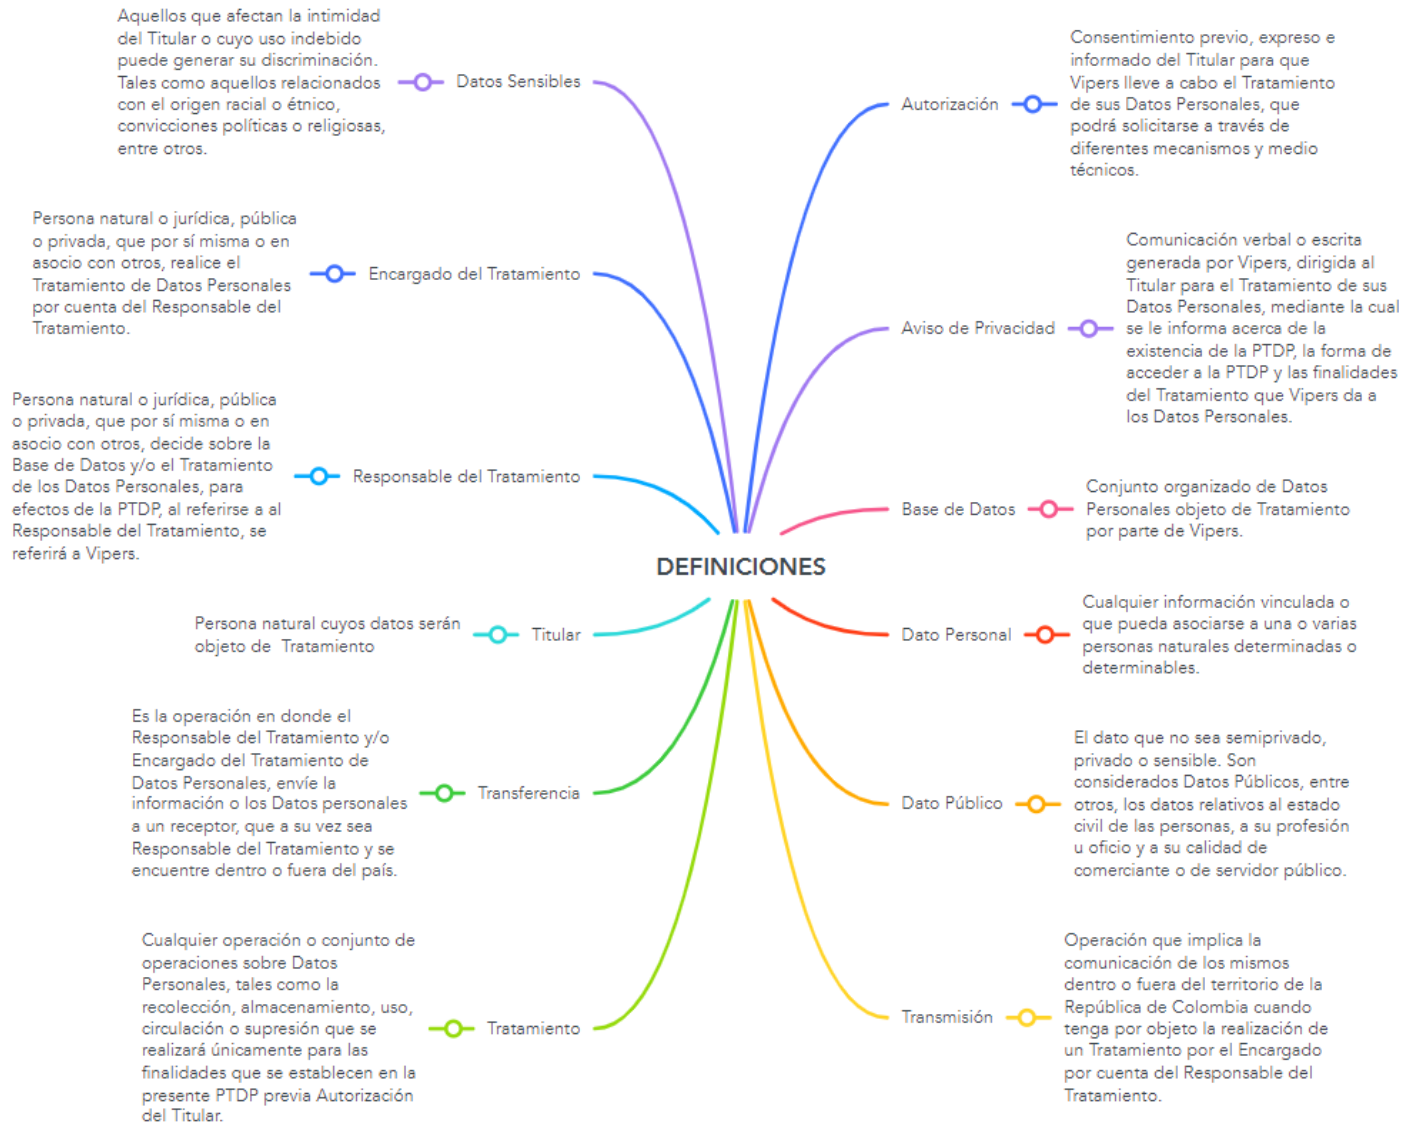 Aquellos que afectan la intimidad
del Titular o cuyo uso indebido
puede generar su discriminación.
Tales como aquellos relacionados
con el origen racial o étnico,
convicciones políticas o religiosas,
entre otros.
Datos Sensibles
Persona natural o jurídica, pública
o privada, que por sí misma o en
asocio con otros, realice el
Tratamiento de Datos Personales
por cuenta del Responsable del
Tratamiento.
Encargado del Tratamiento
Persona natural o jurídica, pública
o privada, que por sí misma o en
asocio con otros, decide sobre la
Base de Datos y/o el Tratamiento
de los Datos Personales, para
efectos de la PTDP, al referirse a al
Responsable del Tratamiento, se
referirá a Vipers.
Responsable del Tratamiento
DEFINICIONES
Persona natural cuyos datos serán
objeto de Tratamiento
Titular
Es la operación en donde el
Responsable del Tratamiento y/o
Encargado del Tratamiento de
Datos Personales, envíe la
información o los Datos personales
a un receptor, que a su vez sea
Responsable del Tratamiento y se
encuentre dentro o fuera del país.
Transferencia
Cualquier operación o conjunto de
operaciones sobre Datos
Personales, tales como la
recolección, almacenamiento, uso,
circulación o supresión que se
realizará únicamente para las
finalidades que se establecen en la
presente PTDP previa Autorización
del Titular.
Tratamiento
Autorización
Consentimiento previo, expreso e
informado del Titular para que
Vipers lleve a cabo el Tratamiento
de sus Datos Personales, que
podrá solicitarse a través de
diferentes mecanismos y medio
técnicos.
Aviso de Privacidad
Comunicación verbal o escrita
generada por Vipers, dirigida al
Titular para el Tratamiento de sus
Datos Personales, mediante la cual
se le informa acerca de la
existencia de la PTDP, la forma de
acceder a la PTDP y las finalidades
del Tratamiento que Vipers da a
los Datos Personales.
Base de Datos
Conjunto organizado de Datos
Personales objeto de Tratamiento
por parte de Vipers.
Dato Personal
Cualquier información vinculada o
que pueda asociarse a una o varias
personas naturales determinadas o
determinables.
Dato Público
El dato que no sea semiprivado,
privado o sensible. Son
considerados Datos Públicos, entre
otros, los datos relativos al estado
civil de las personas, a su profesión
u oficio y a su calidad de
comerciante o de servidor público.
Transmisión
Operación que implica la
comunicación de los mismos
dentro o fuera del territorio de la
República de Colombia cuando
tenga por objeto la realización de
un Tratamiento por el Encargado
por cuenta del Responsable del
Tratamiento.